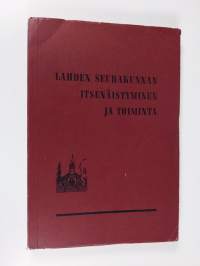 LAHDEN SEURAKUNNAN
ITSENÄISTYMINEN
JA TOIMINTA